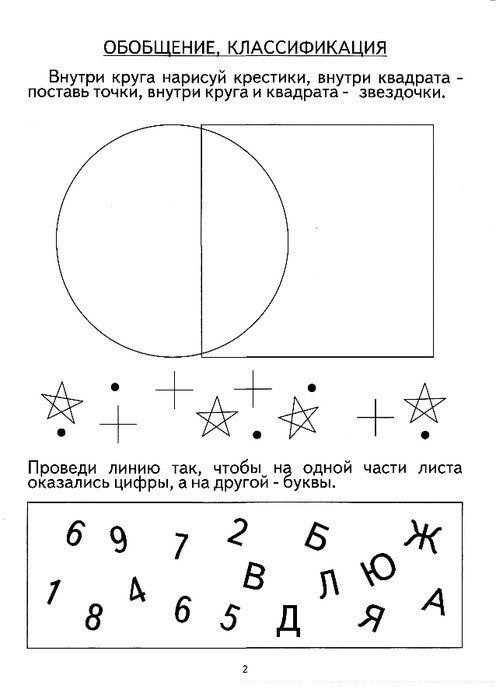 ОБОБЩЕНИЕ, КЛАССИФИКАЦИЯ
Внутри круга нарисуй крестики, внутри квадрата -
поставь точки, внутри круга и квадрата - звездочки.
Проведи линию так, чтобы на одной части листа
оказались цифры, а на другой - буквы.
6 9 7 2 Б Ж
1 8 4 6 5 В Д Л Ю Я А
2